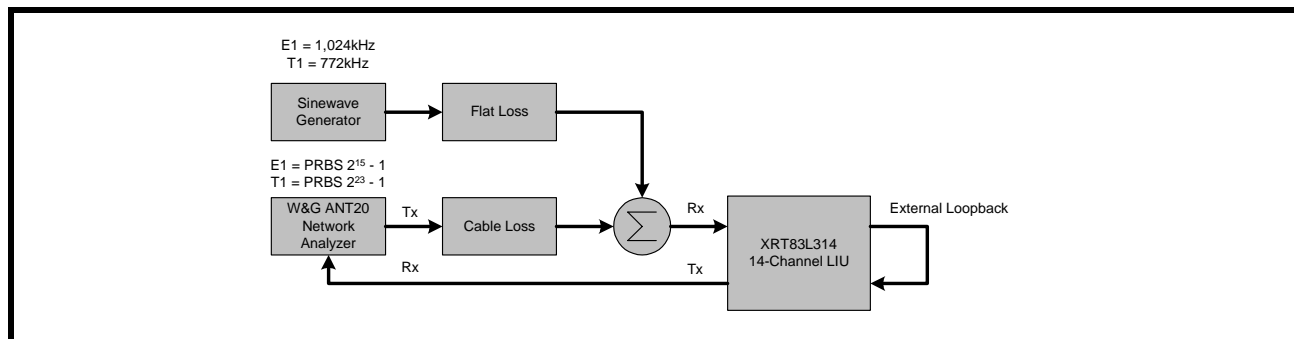 E1 = 1,024kHz
T1 = 772kHz
Sinewave
Generator
Flat Loss
E1 = PRBS 2¹⁵ - 1
T1 = PRBS 2²³ - 1
W&G ANT20
Network
Analyzer
Tx
Cable Loss
Σ
Rx
External Loopback
XRT83L314
14-Channel LIU
Rx
Tx